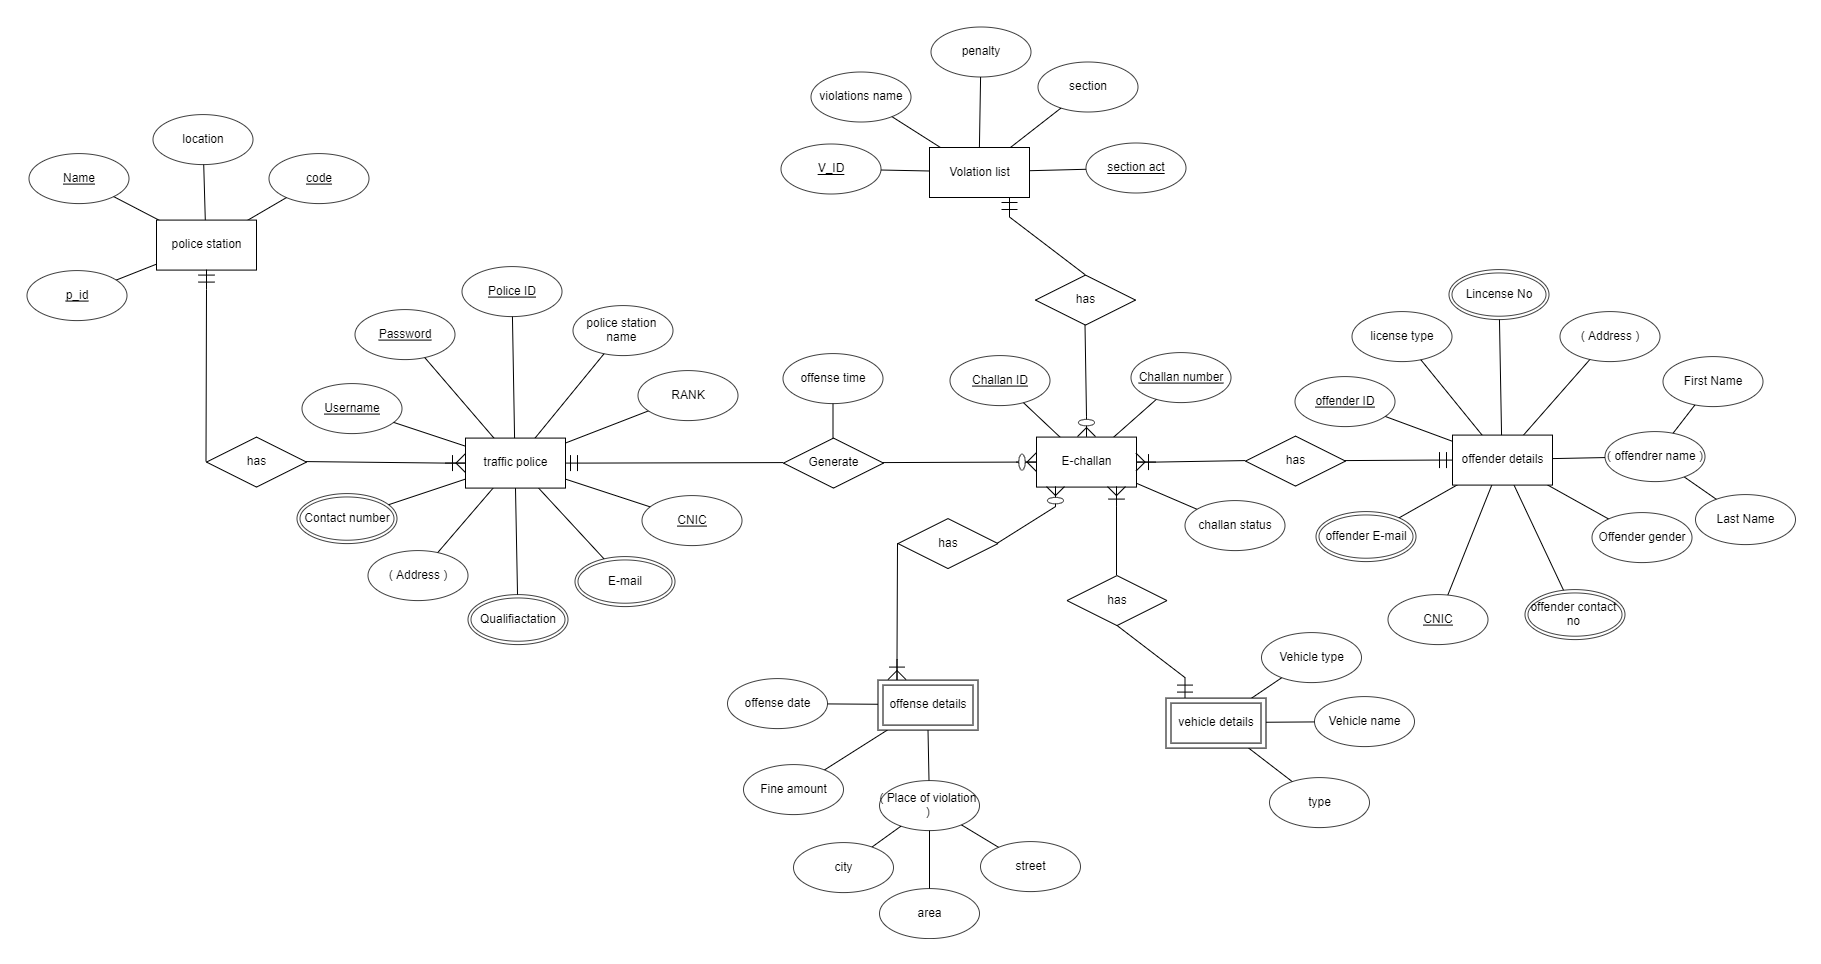 penalty
violations name
section
V_ID
Volation list
section act
has
location
Name
code
police station
p_id
Police ID
Password
police station
name
Username
RANK
has
traffic police
Contact number
CNIC
( Address )
E-mail
Qualifiactation
offense time
Generate
Challan ID
Challan number
E-challan
challan status
has
Lincense No
license type
( Address )
offender ID
First Name
offender details
( offendrer name )
Last Name
offender E-mail
Offender gender
CNIC
offender contact
no
has
has
offense date
offense details
Fine amount
( Place of violation
)
city
area
street
Vehicle type
vehicle details
Vehicle name
type